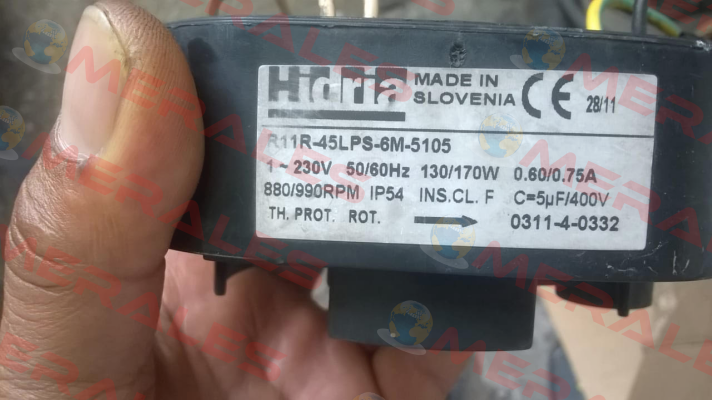 Hidria MADE IN SLOVENIA CE 28/11
R11R-45LPS-6M-5105
1 ~ 230V 50/60Hz 130/170W 0.60/0.75A
880/990RPM IP54 INS.CL. F C=5µF/400V
TH. PROT. ROT. → 0311-4-0332
MERALES